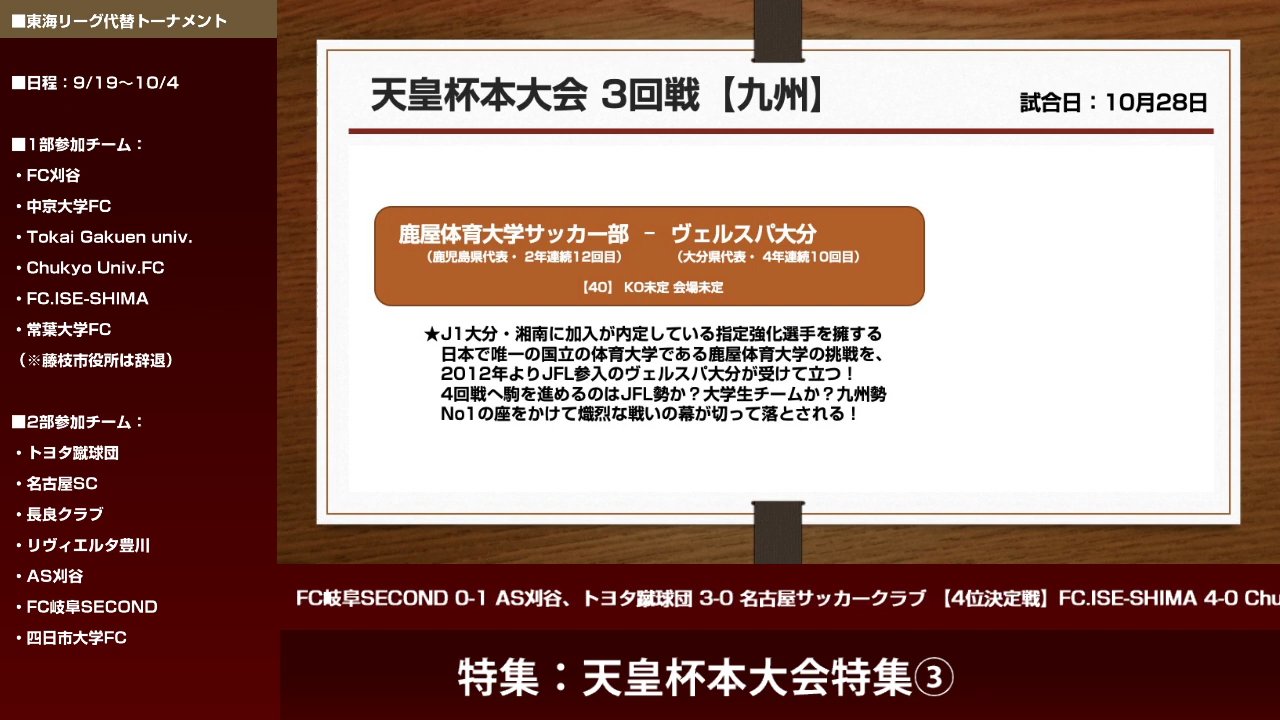 ■東海リーグ代替トーナメント
■日程：9/19～10/4
■1部参加チーム：
・FC刈谷
・中京大学FC
・Tokai Gakuen univ.
・Chukyo Univ.FC
・FC.ISE-SHIMA
・常葉大学FC
（※藤枝市役所は辞退）
■2部参加チーム：
・トヨタ蹴球団
・名古屋SC
・長良クラブ
・リヴィエルタ豊川
・AS刈谷
・FC岐阜SECOND
・四日市大学FC
天皇杯本大会 3回戦【九州】
試合日：10月28日
鹿屋体育大学サッカー部 － ヴェルスパ大分
（鹿児島県代表・ 2年連続12回目） （大分県代表・ 4年連続10回目）
【40】 KO未定 会場未定
★J1大分・湘南に加入が内定している指定強化選手を擁する
日本で唯一の国立の体育大学である鹿屋体育大学の挑戦を、
2012年よりJFL参入のヴェルスパ大分が受けて立つ！
4回戦へ駒を進めるのはJFL勢か？大学生チームか？九州勢
No1の座をかけて熾烈な戦いの幕が切って落とされる！
FC岐阜SECOND 0-1 AS刈谷、トヨタ蹴球団 3-0 名古屋サッカークラブ 【4位決定戦】FC.ISE-SHIMA 4-0 Chu
特集：天皇杯本大会特集③